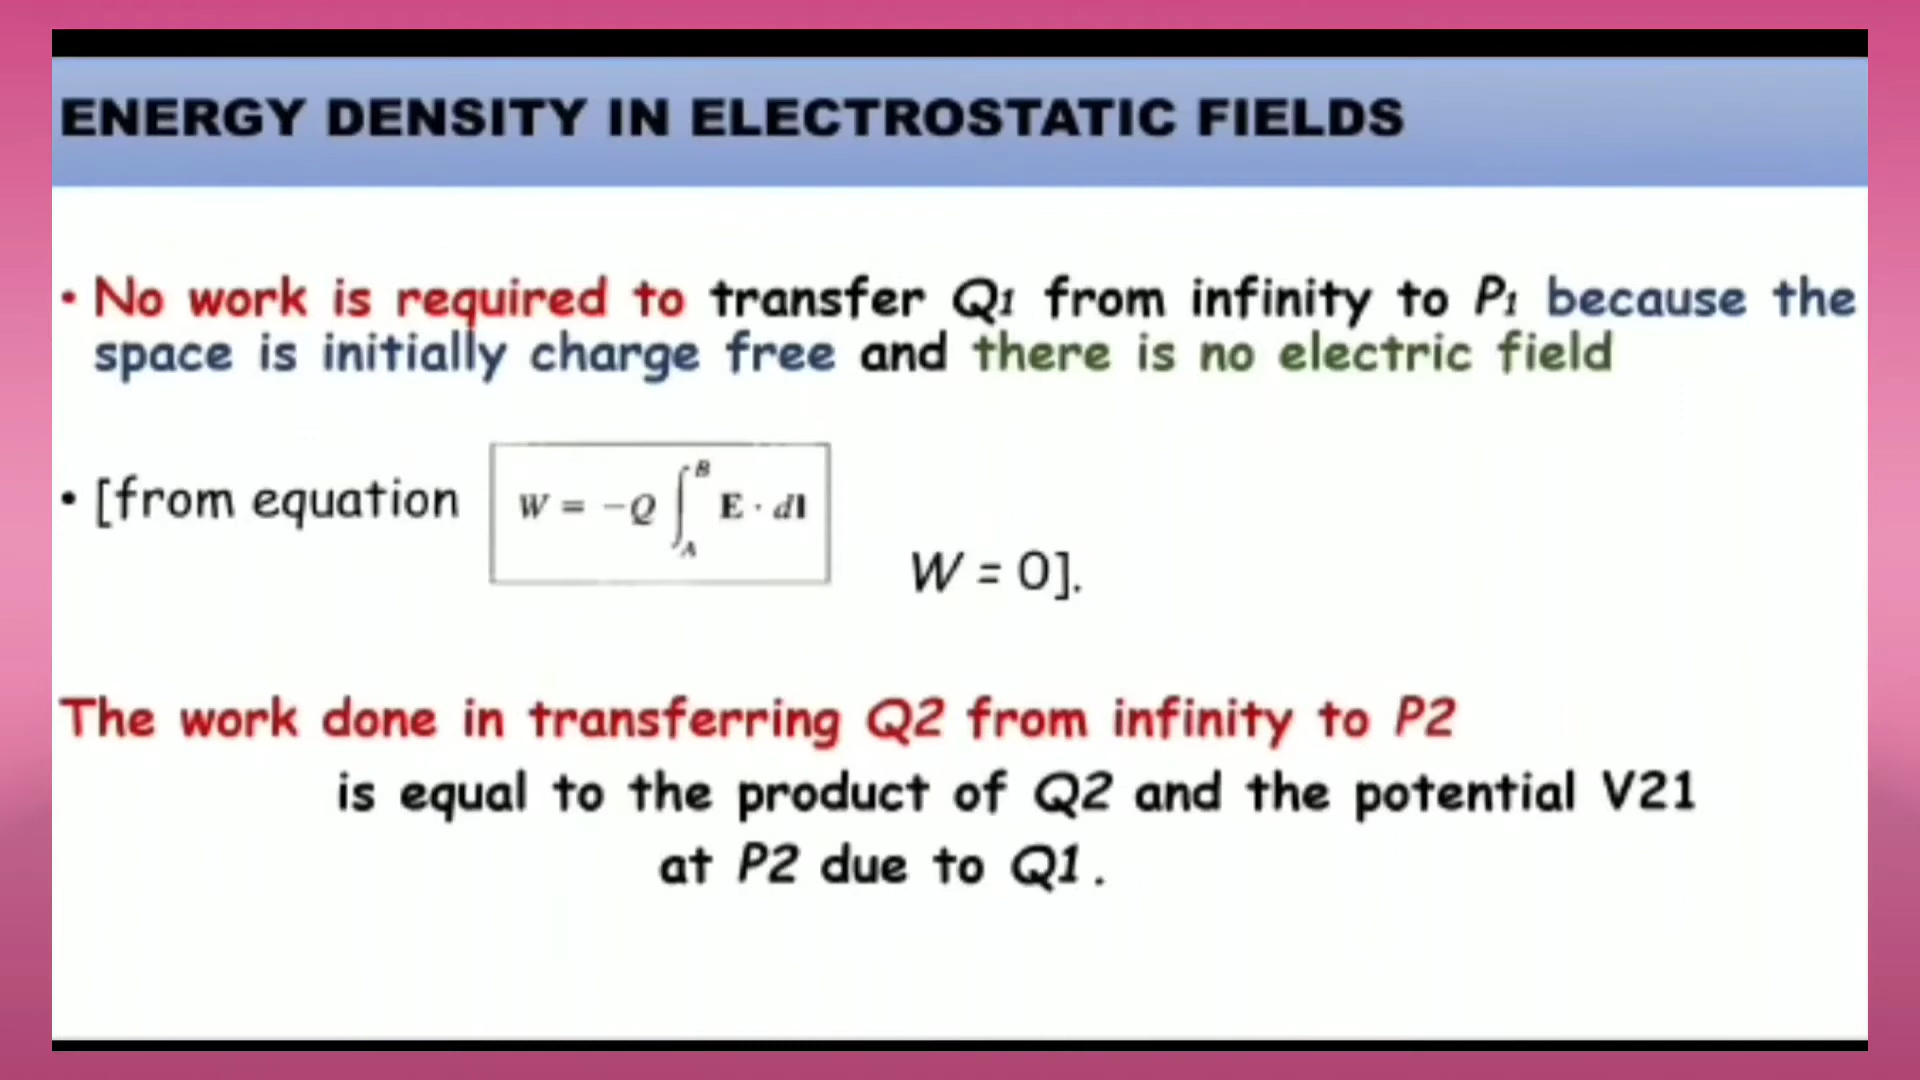 ENERGY DENSITY IN ELECTROSTATIC FIELDS
• No work is required to transfer Q₁ from infinity to P₁ because the
space is initially charge free and there is no electric field
• [from equation W = −Q ∫_A^B E · dl
W = 0].
The work done in transferring Q2 from infinity to P2
is equal to the product of Q2 and the potential V21
at P2 due to Q1 .